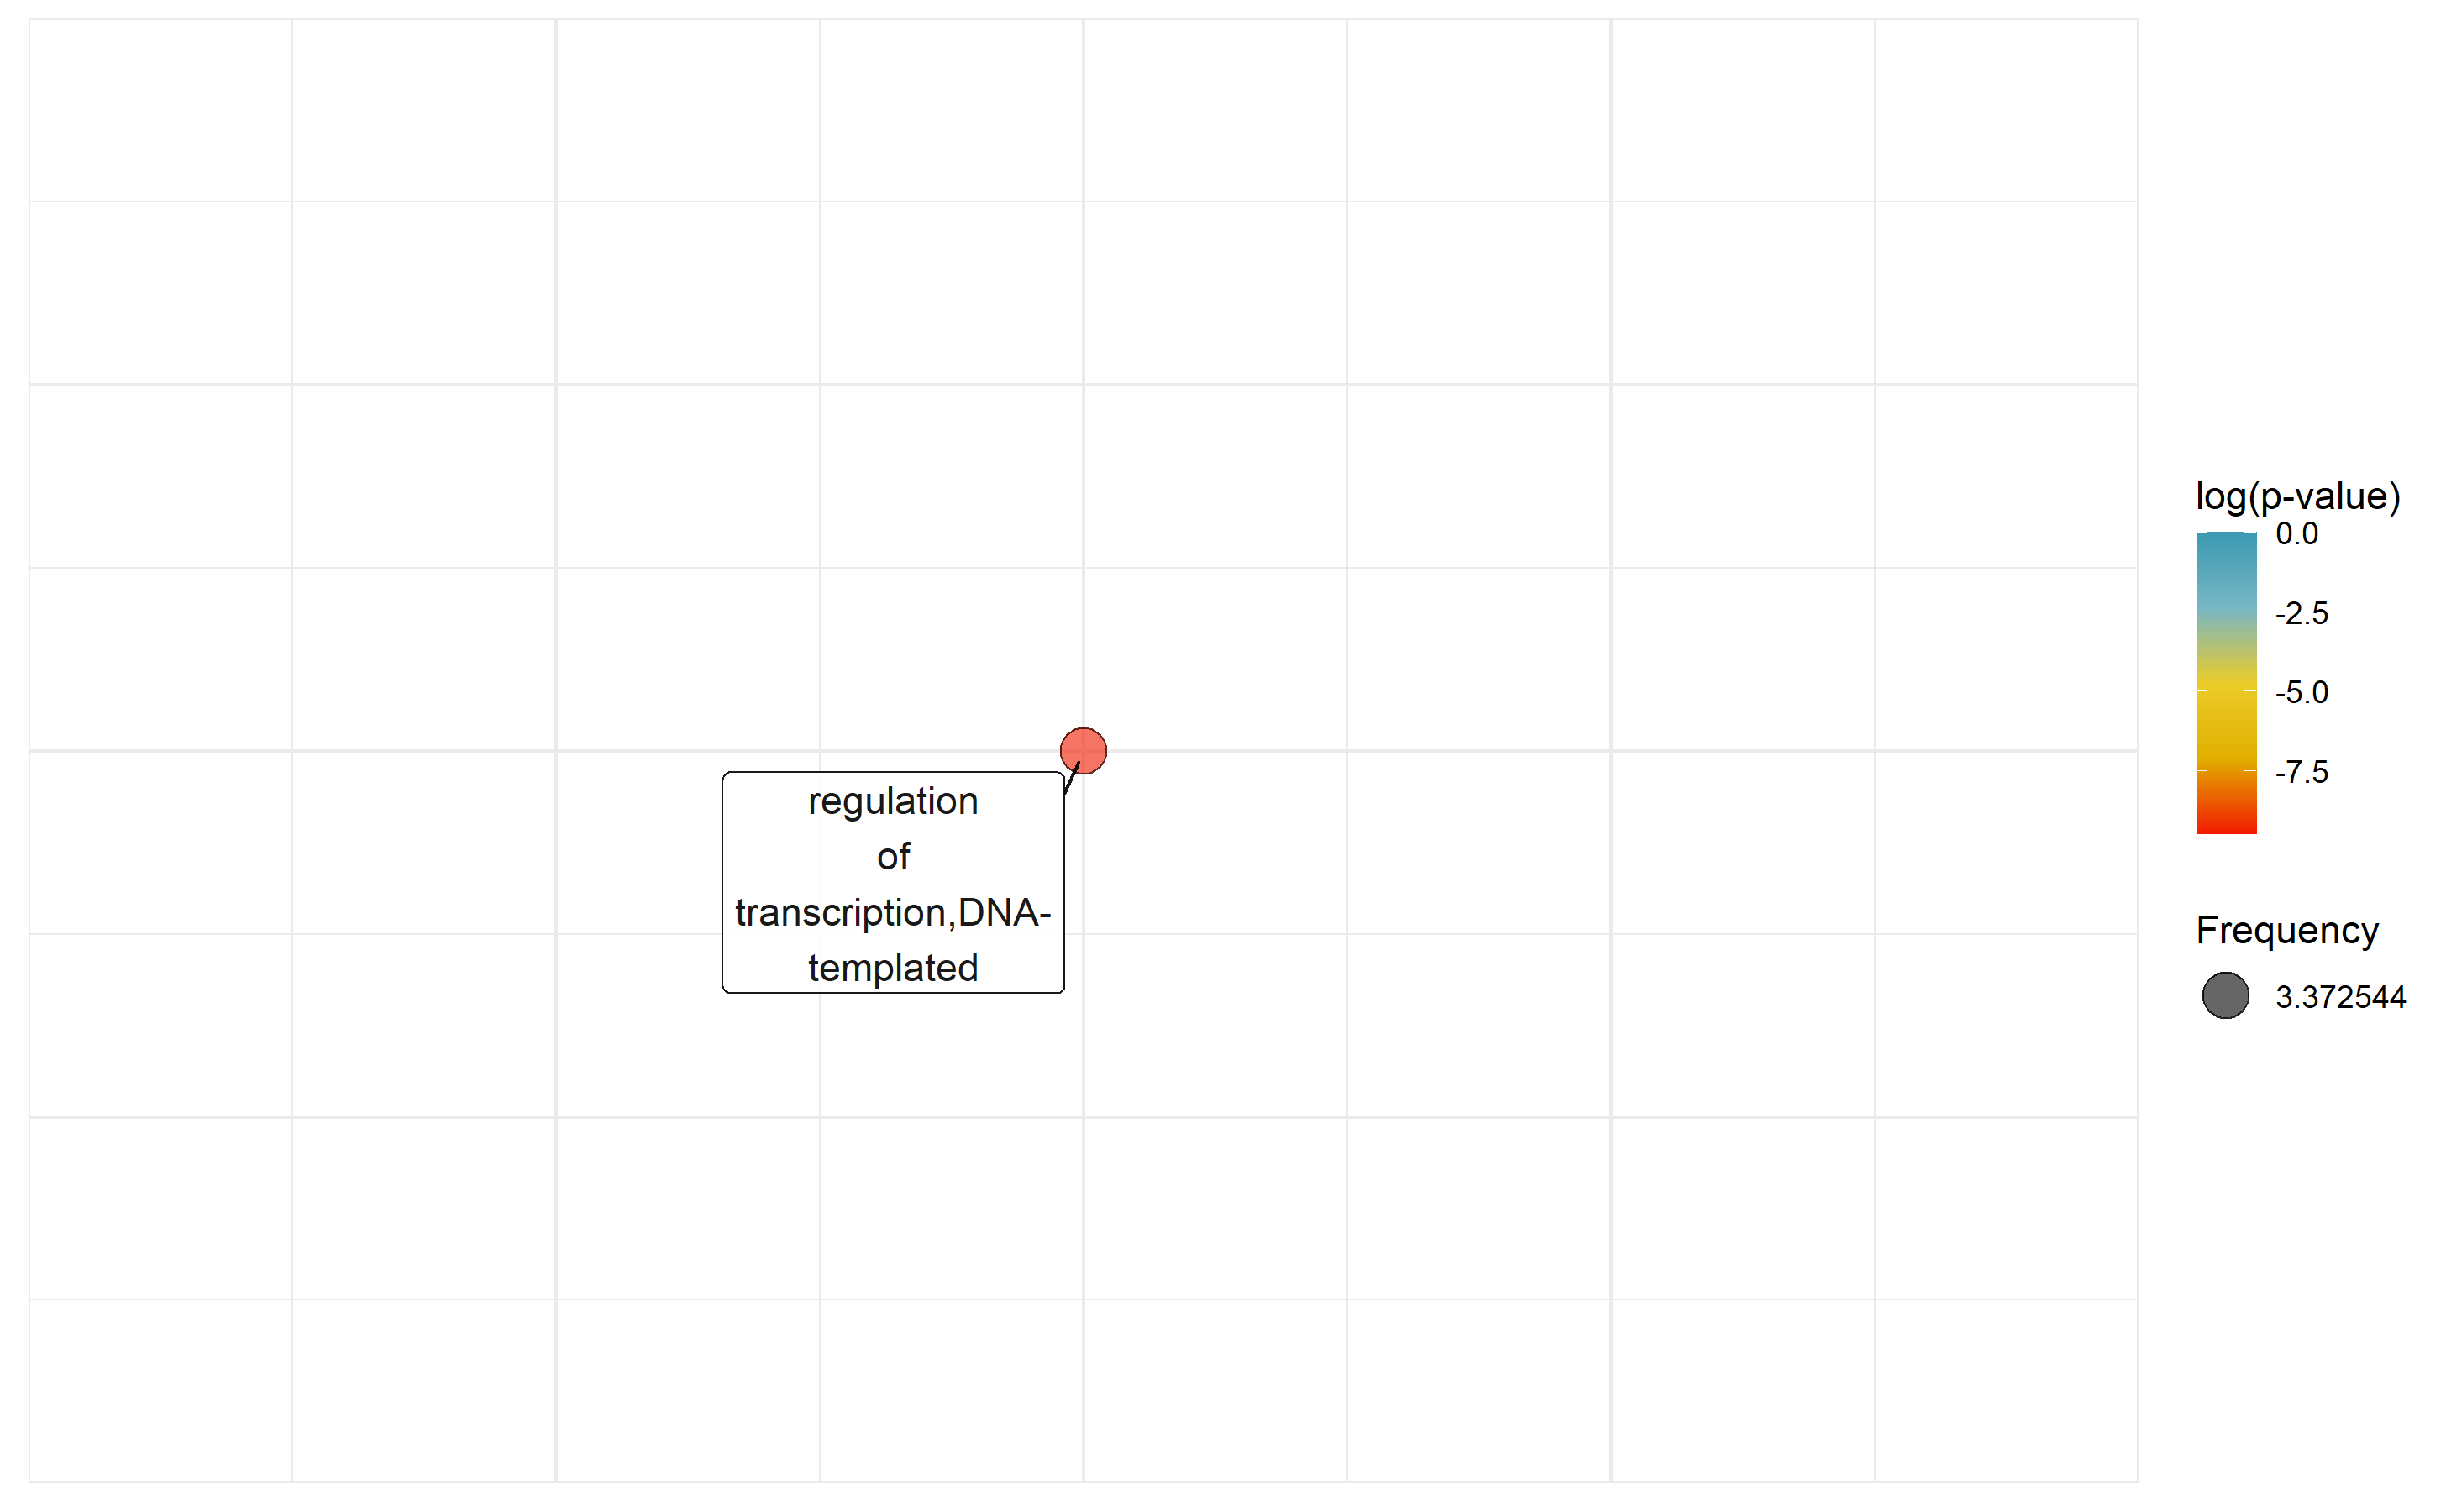 regulation
of
transcription,DNA-
templated
log(p-value)
0.0
-2.5
-5.0
-7.5
Frequency
3.372544